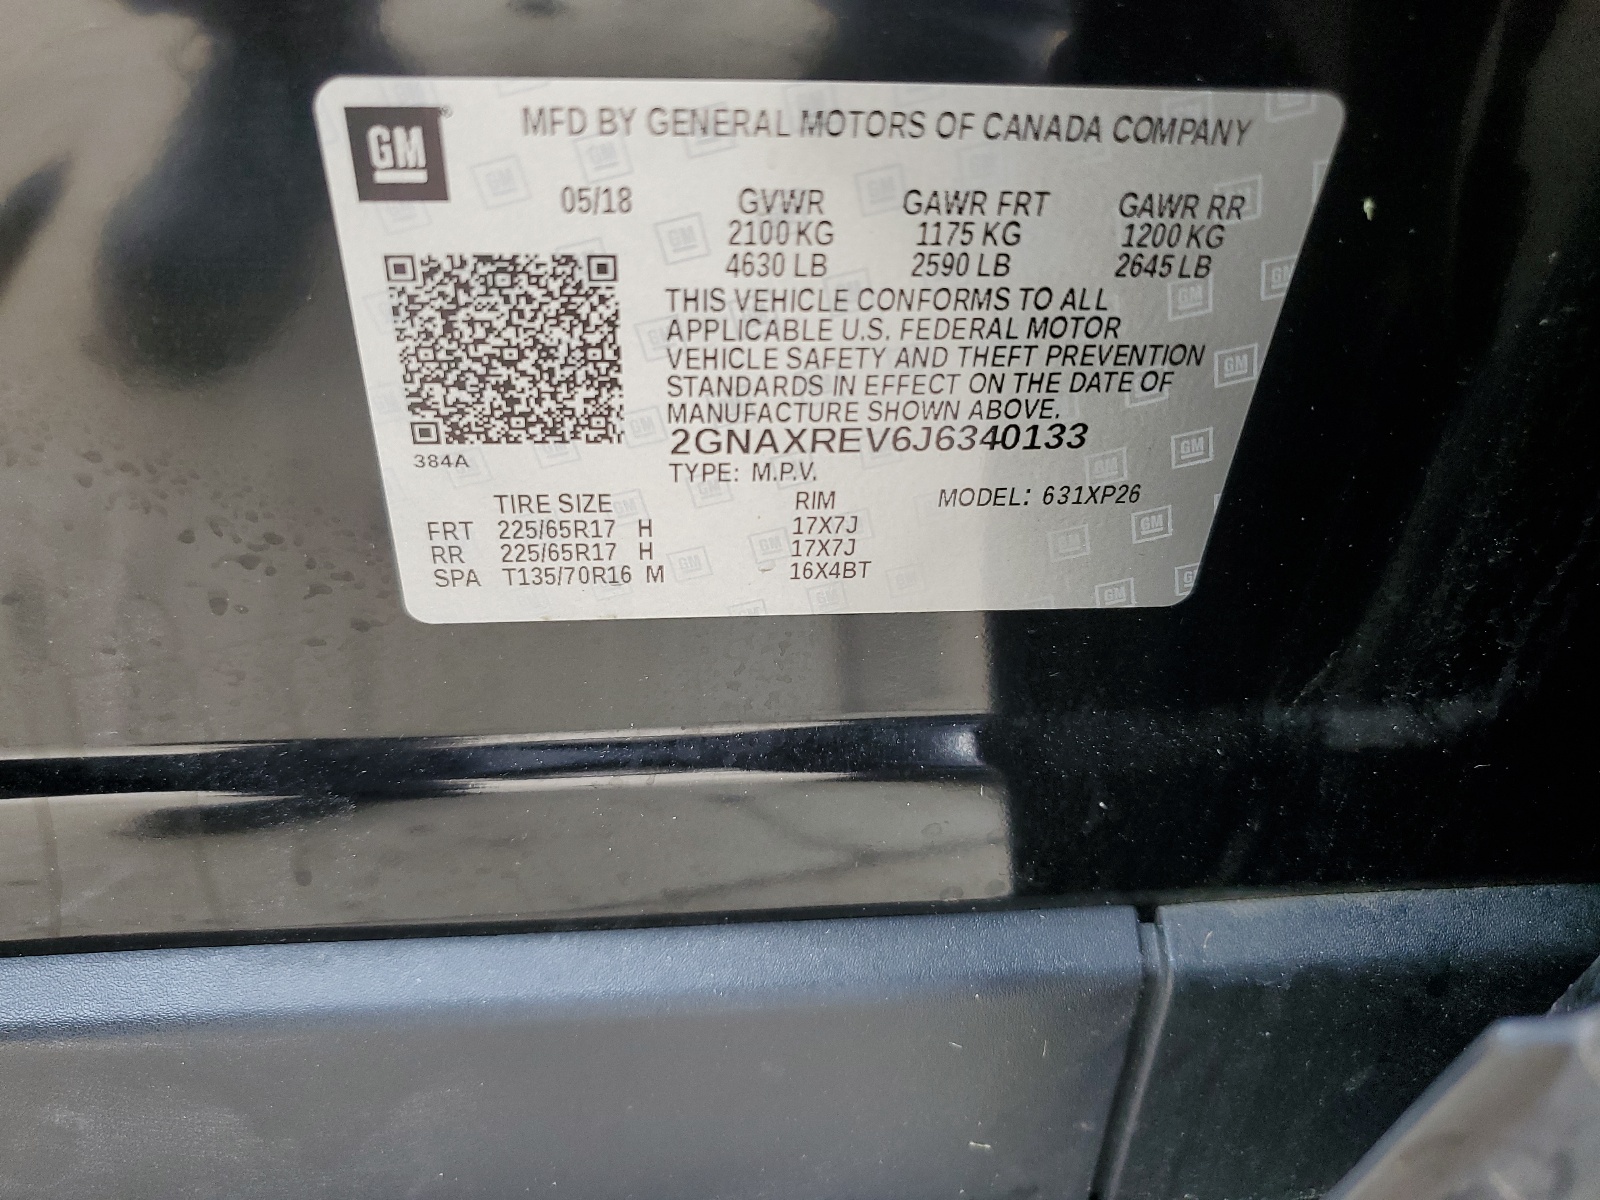 GM®
MFD BY GENERAL MOTORS OF CANADA COMPANY
05/18 GVWR GAWR FRT GAWR RR
2100 KG 1175 KG 1200 KG
4630 LB 2590 LB 2645 LB
THIS VEHICLE CONFORMS TO ALL
APPLICABLE U.S. FEDERAL MOTOR
VEHICLE SAFETY AND THEFT PREVENTION
STANDARDS IN EFFECT ON THE DATE OF
MANUFACTURE SHOWN ABOVE.
2GNAXREV6J6340133
384A
TYPE: M.P.V.
TIRE SIZE RIM MODEL: 631XP26
FRT 225/65R17 H 17X7J
RR 225/65R17 H 17X7J
SPA T135/70R16 M 16X4BT